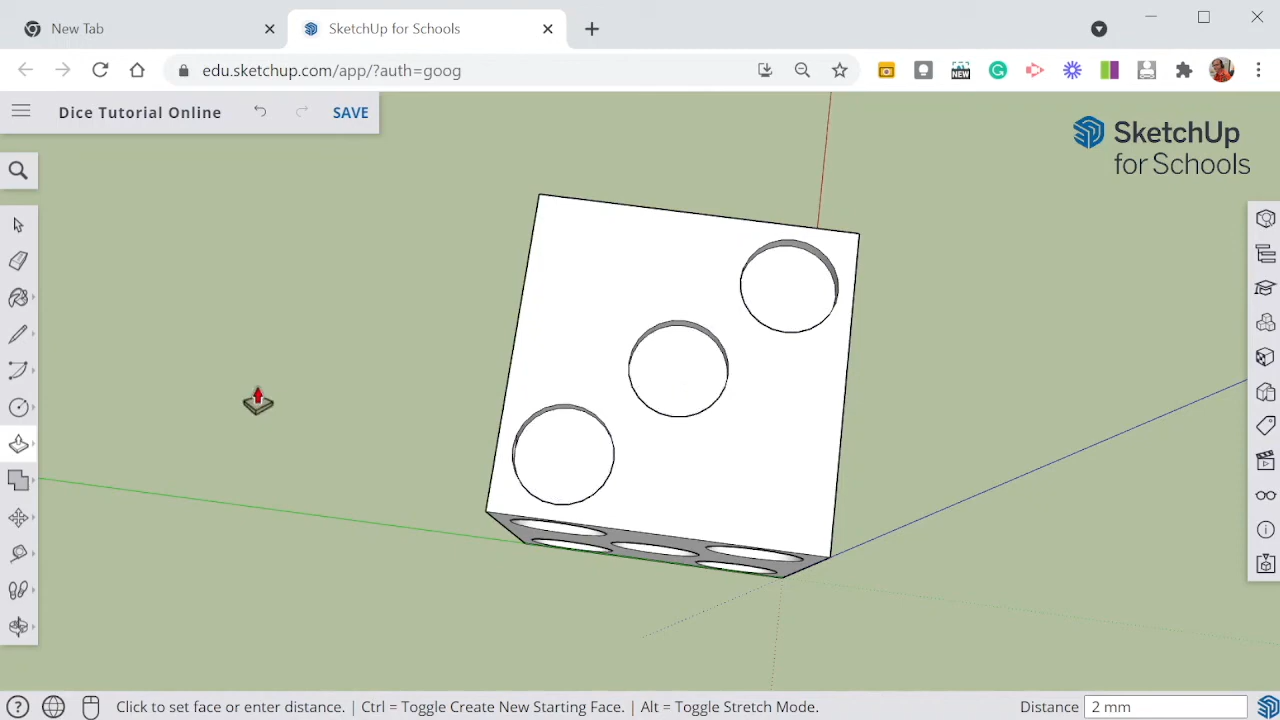 New Tab
SketchUp for Schools
edu.sketchup.com/app/?auth=goog
NEW
Dice Tutorial Online
SAVE
SketchUp
for Schools
Click to set face or enter distance. | Ctrl = Toggle Create New Starting Face. | Alt = Toggle Stretch Mode.
Distance
2 mm